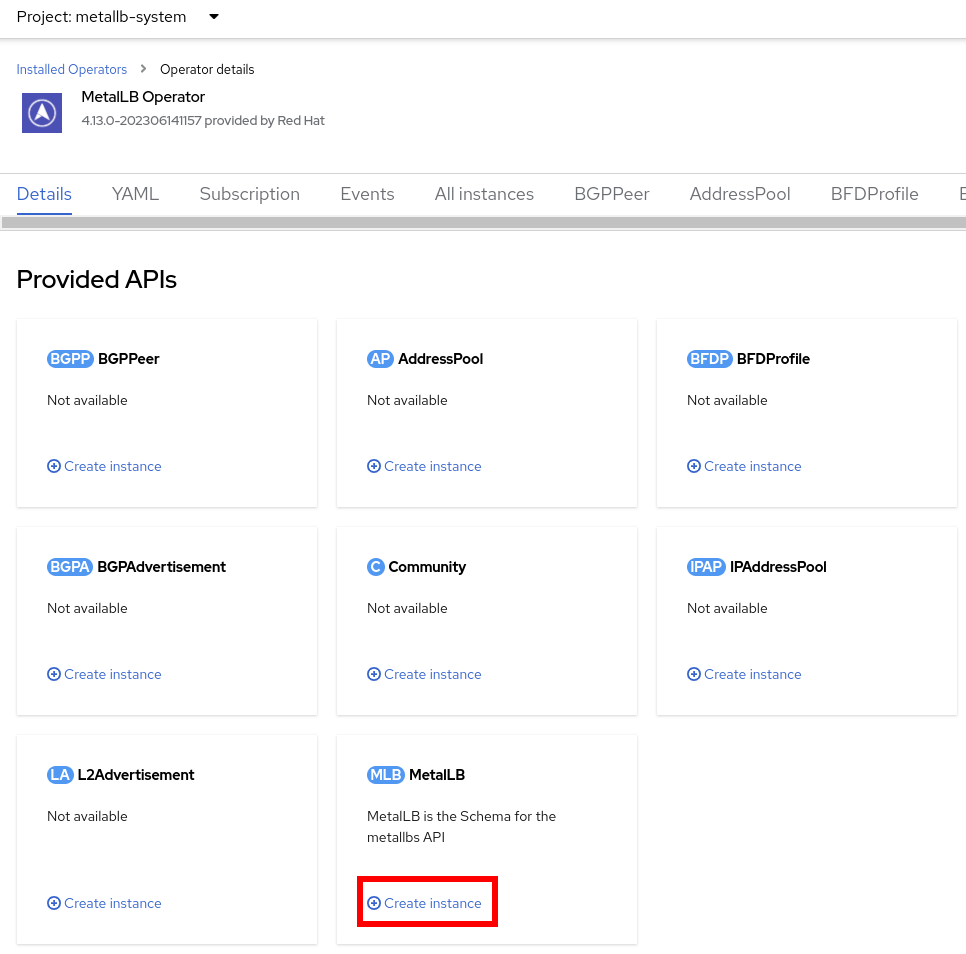 Project: metallb-system
Installed Operators > Operator details
MetalLB Operator
4.13.0-202306141157 provided by Red Hat
Details YAML Subscription Events All instances BGPPeer AddressPool BFDProfile
Provided APIs
BGPP BGPPeer AP AddressPool BFDP BFDProfile
Not available Not available Not available
Create instance Create instance Create instance
BGPA BGPAdvertisement C Community IPAP IPAddressPool
Not available Not available Not available
Create instance Create instance Create instance
LA L2Advertisement MLB MetalLB
Not available MetalLB is the Schema for the
metallbs API
Create instance Create instance